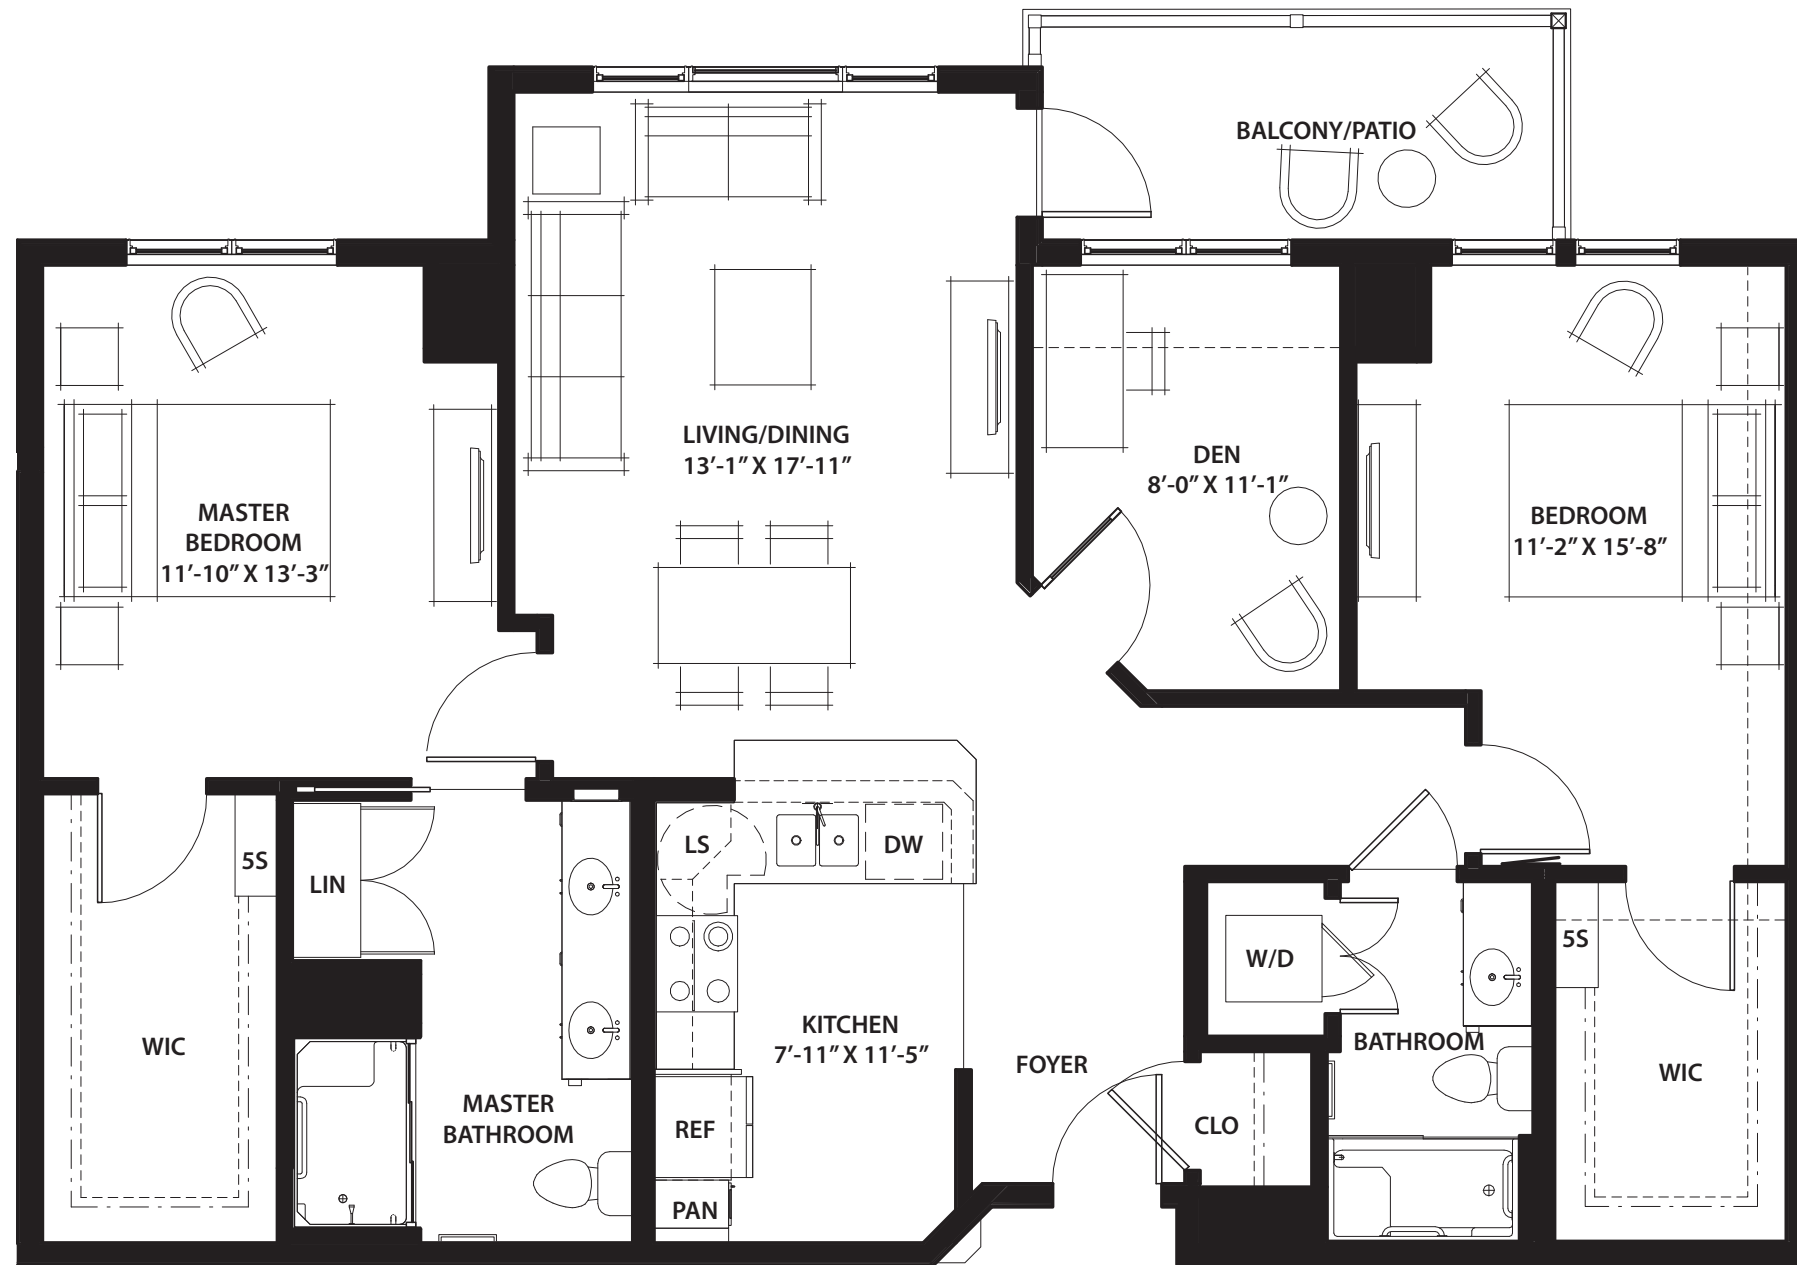 BALCONY/PATIO
LIVING/DINING
13’-1” X 17’-11”
DEN
8’-0” X 11’-1”
MASTER
BEDROOM
11’-10” X 13’-3”
BEDROOM
11’-2” X 15’-8”
5S
LIN
LS
DW
W/D
5S
WIC
KITCHEN
7’-11” X 11’-5”
FOYER
BATHROOM
WIC
MASTER
BATHROOM
REF
CLO
PAN